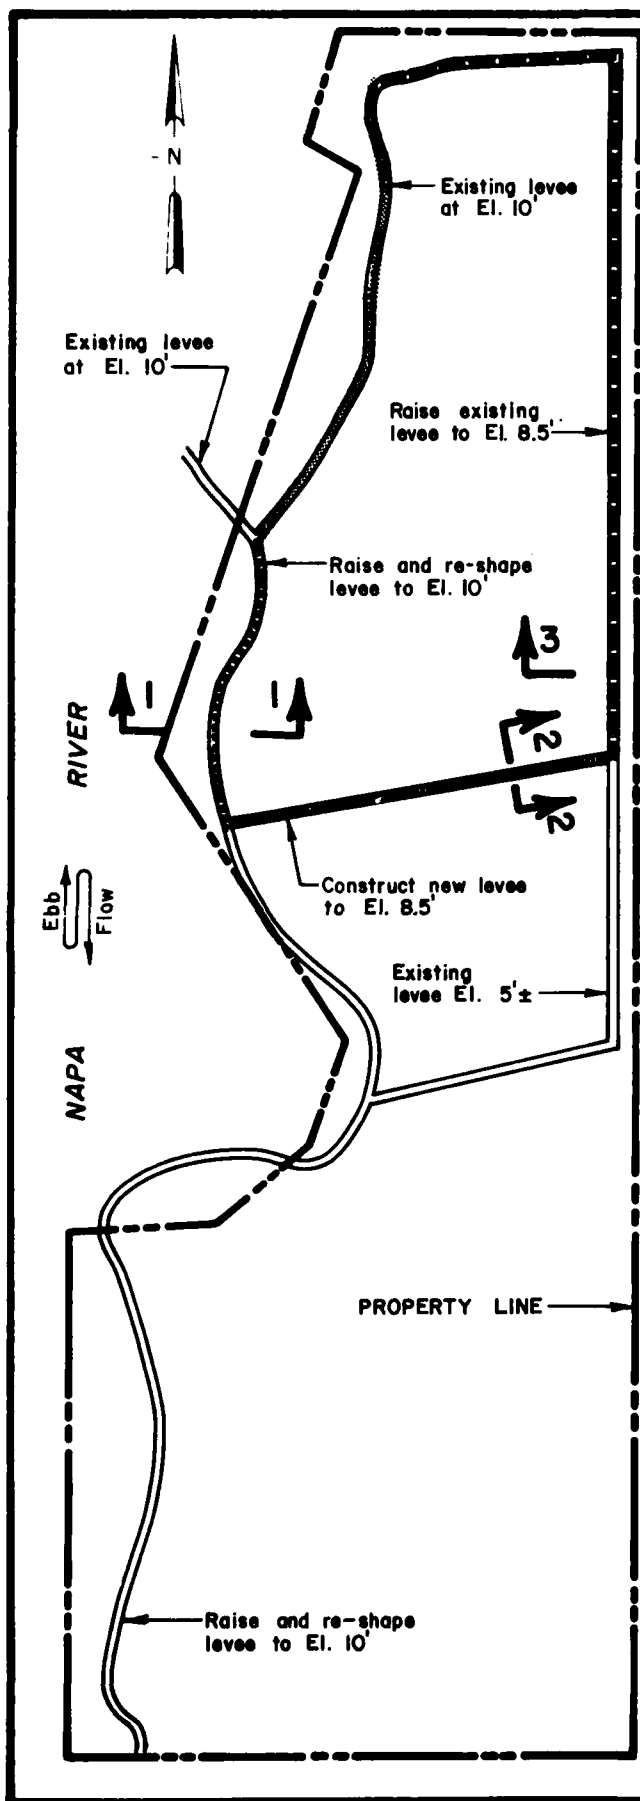 N
Existing levee
at El. 10'
Existing levee
at El. 10'
Raise existing
levee to El. 8.5'
Raise and re-shape
levee to El. 10'
3
1
1
2
2
RIVER
Ebb
Flow
Construct new levee
to El. 8.5'
Existing
levee El. 5'±
NAPA
PROPERTY LINE
Raise and re-shape
levee to El. 10'